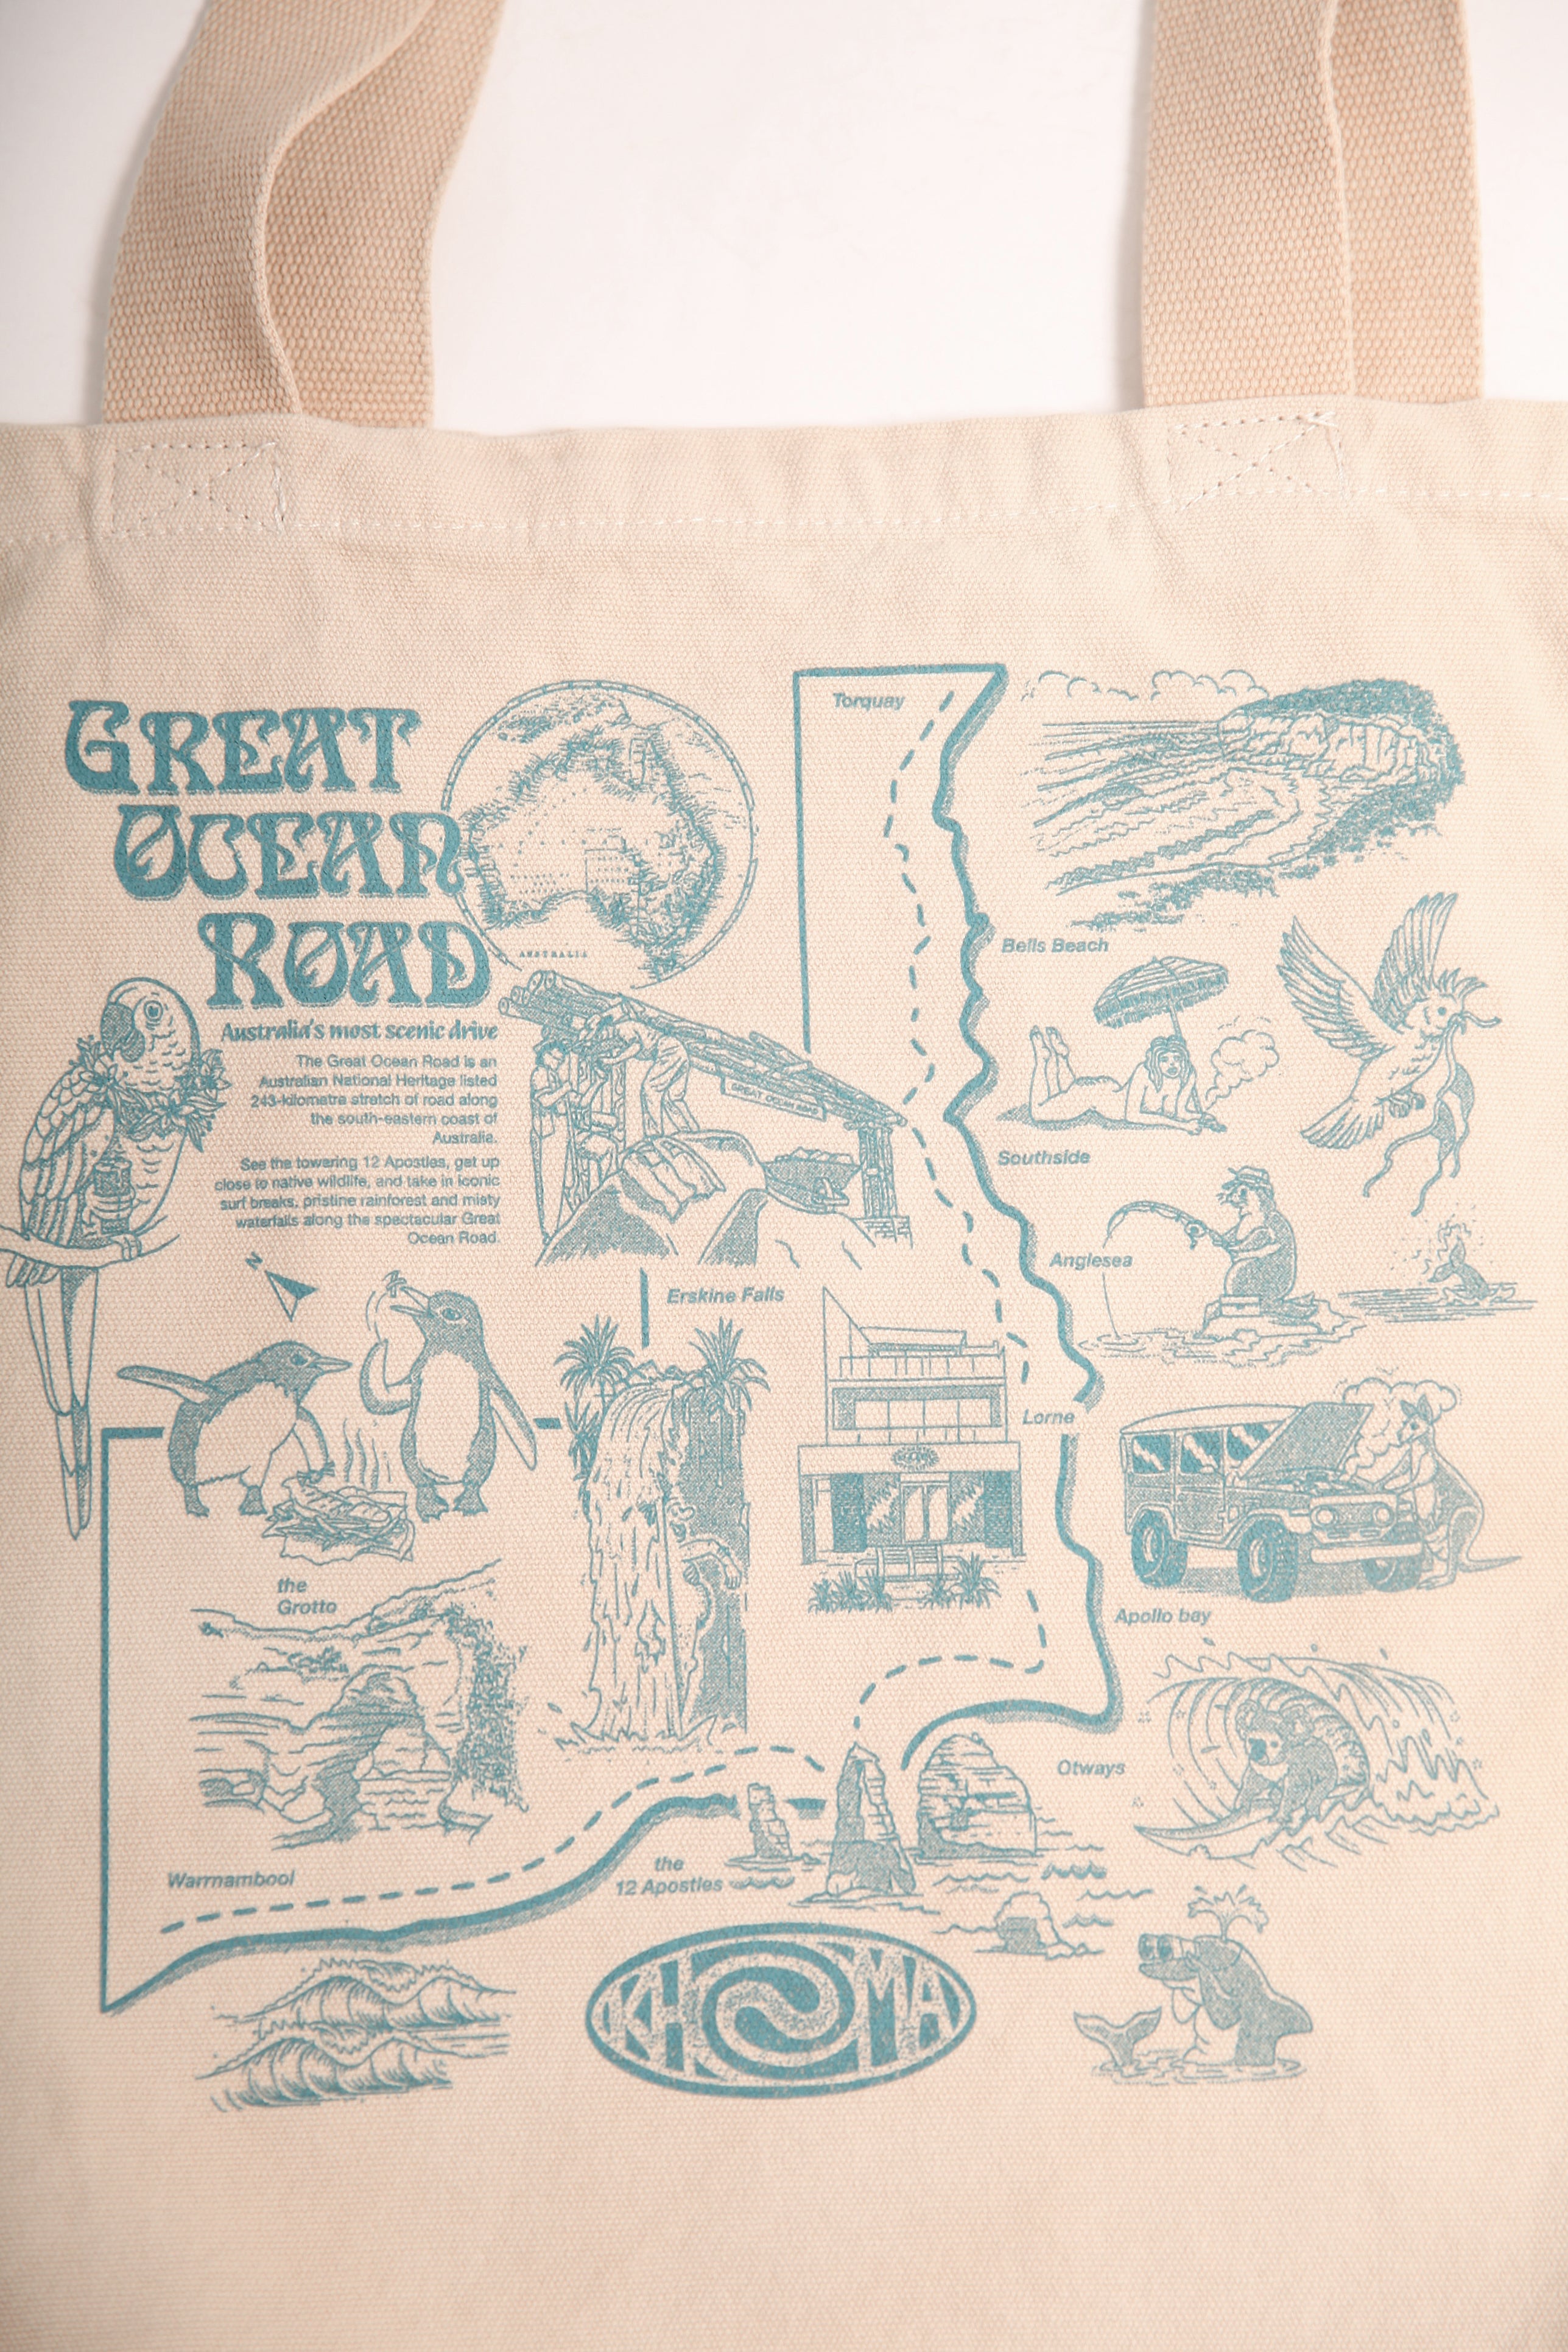 GREAT
OCEAN
ROAD
Australia's most scenic drive
The Great Ocean Road is an
Australian National Heritage listed
243-kilometre stretch of road along
the south-eastern coast of
Australia.
See the towering 12 Apostles, get up
close to native wildlife, and take in iconic
surf breaks, pristine rainforest and misty
waterfalls along the spectacular Great
Ocean Road.
AUSTRALIA
GREAT OCEAN ROAD
N
Torquay
Bells Beach
Southside
Anglesea
Erskine Falls
Lorne
the
Grotto
Apollo bay
Otways
Warrnambool
the
12 Apostles
KHOMA